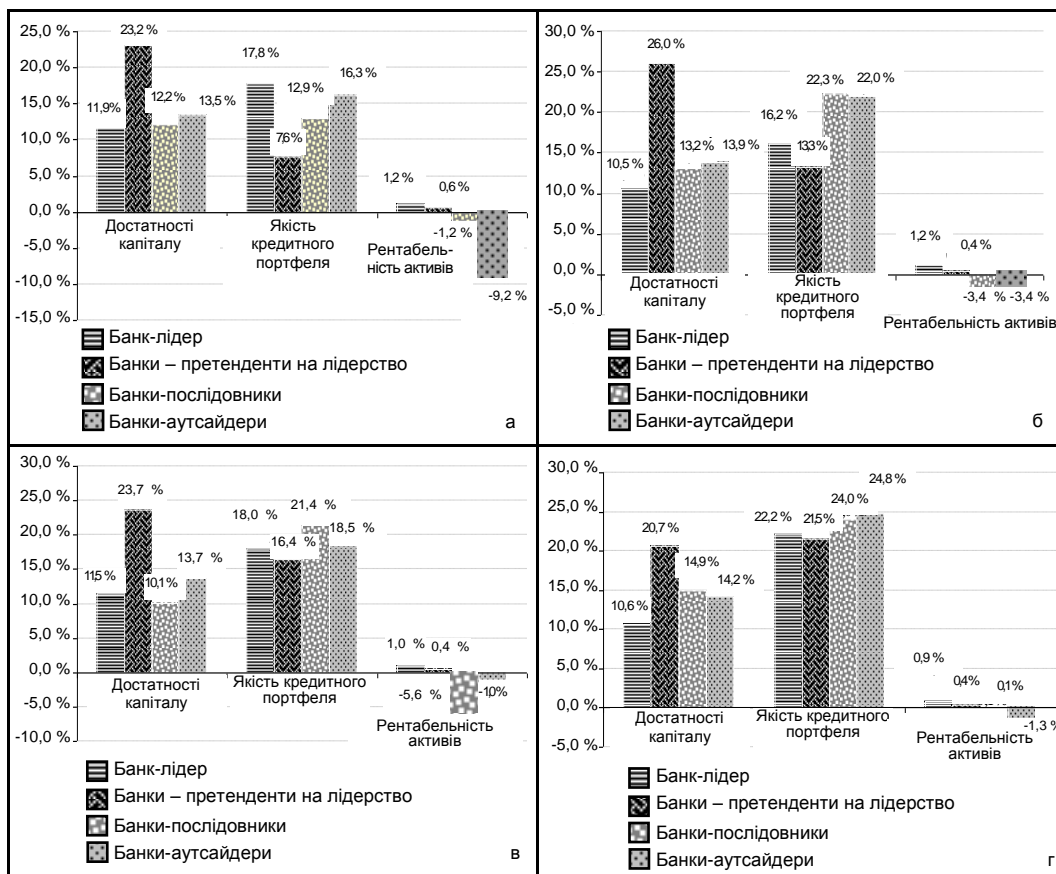 25,0 %
20,0 %
15,0 %
10,0 %
5,0 %
0,0 %
-5,0 %
-10,0 %
-15,0 %
11,9%
23,2 %
12,2 %
13,5 %
17,8 %
7,6 %
12,9 %
16,3 %
1,2 %
0,6 %
-1,2 %
-9,2 %
Достатності
капіталу
Якість
кредитного
портфеля
Рентабель-
ність активів
Банк-лідер
Банки – претенденти на лідерство
Банки-послідовники
Банки-аутсайдери
а
30,0 %
25,0 %
20,0 %
15,0 %
10,0 %
5,0 %
0,0 %
-5,0 %
10,5 %
26,0 %
13,2 %
13,9 %
16,2 %
13,3 %
22,3 %
22,0 %
1,2 %
0,4 %
-3,4 %
-3,4 %
Достатності
капіталу
Якість
кредитного
портфеля
Рентабельність активів
Банк-лідер
Банки – претенденти на лідерство
Банки-послідовники
Банки-аутсайдери
б
30,0 %
25,0 %
20,0 %
15,0 %
10,0 %
5,0 %
0,0 %
-5,0 %
-10,0 %
11,5 %
23,7 %
10,1 %
13,7 %
18,0 %
16,4 %
21,4 %
18,5 %
1,0 %
0,4 %
-5,6 %
-1,0%
Достатності
капіталу
Якість кредитного
портфеля
Рентабельність
активів
Банк-лідер
Банки – претенденти на лідерство
Банки-послідовники
Банки-аутсайдери
в
30,0 %
25,0 %
20,0 %
15,0 %
10,0 %
5,0 %
0,0 %
-5,0 %
10,6 %
20,7 %
14,9 %
14,2 %
22,2 %
21,5 %
24,0 %
24,8 %
0,9 %
0,4 %
0,1 %
-1,3 %
Достатності
капіталу
Якість кредитного
портфеля
Рентабельність
активів
Банк-лідер
Банки – претенденти на лідерство
Банки-послідовники
Банки-аутсайдери
г